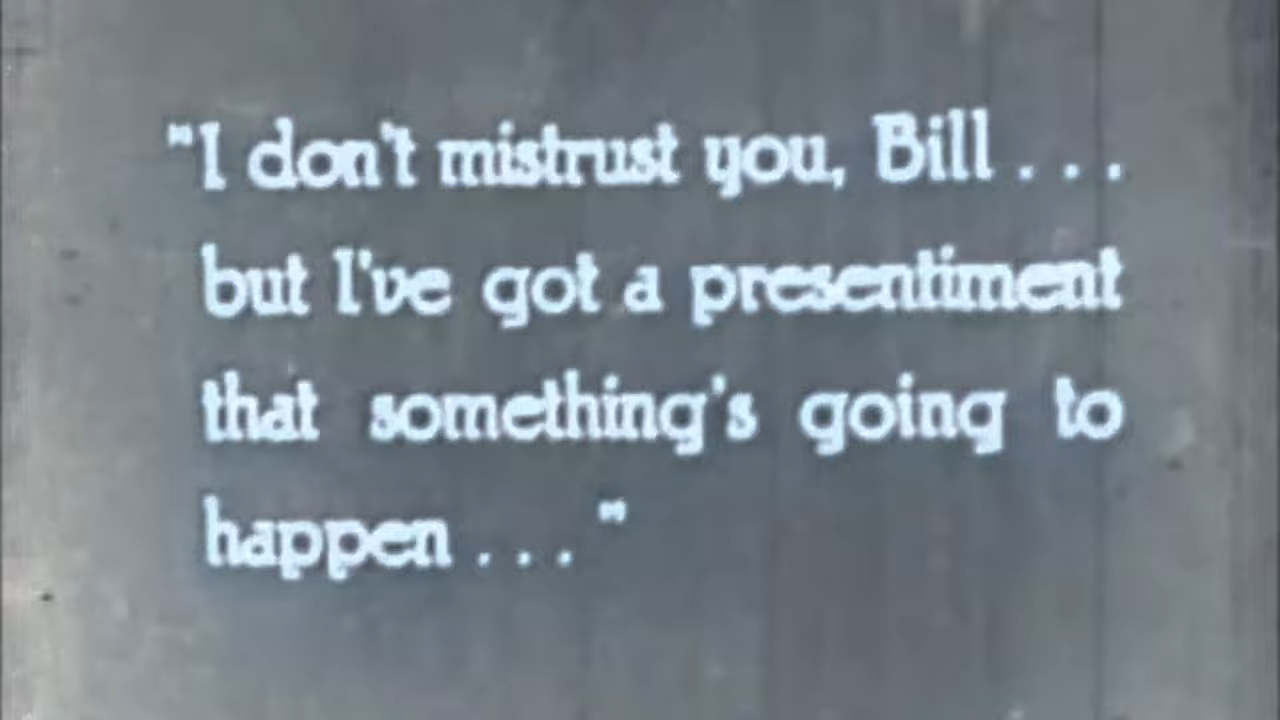 "I don't mistrust you, Bill . . .
but I've got a presentiment
that something's going to
happen . . . "